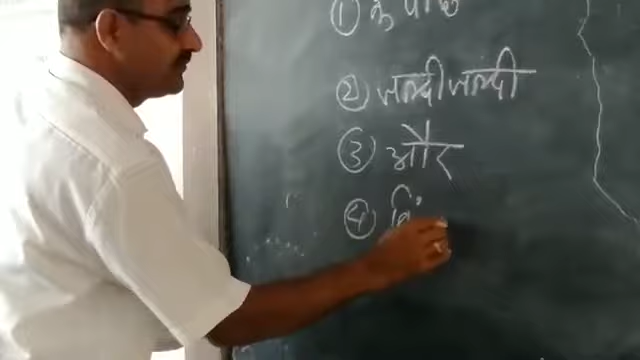 ① के पीछे
② जल्दी जल्दी
③ और
④ बिं